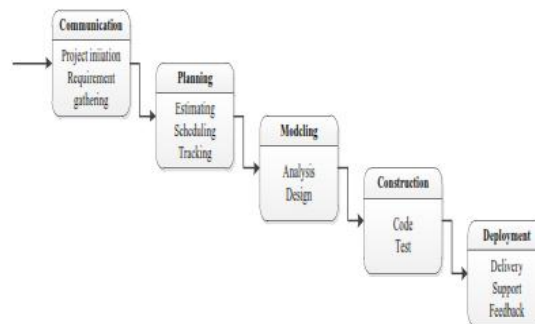 Communication
Project initiation
Requirement
gathering
Planning
Estimating
Scheduling
Tracking
Modeling
Analysis
Design
Construction
Code
Test
Deployment
Delivery
Support
Feedback